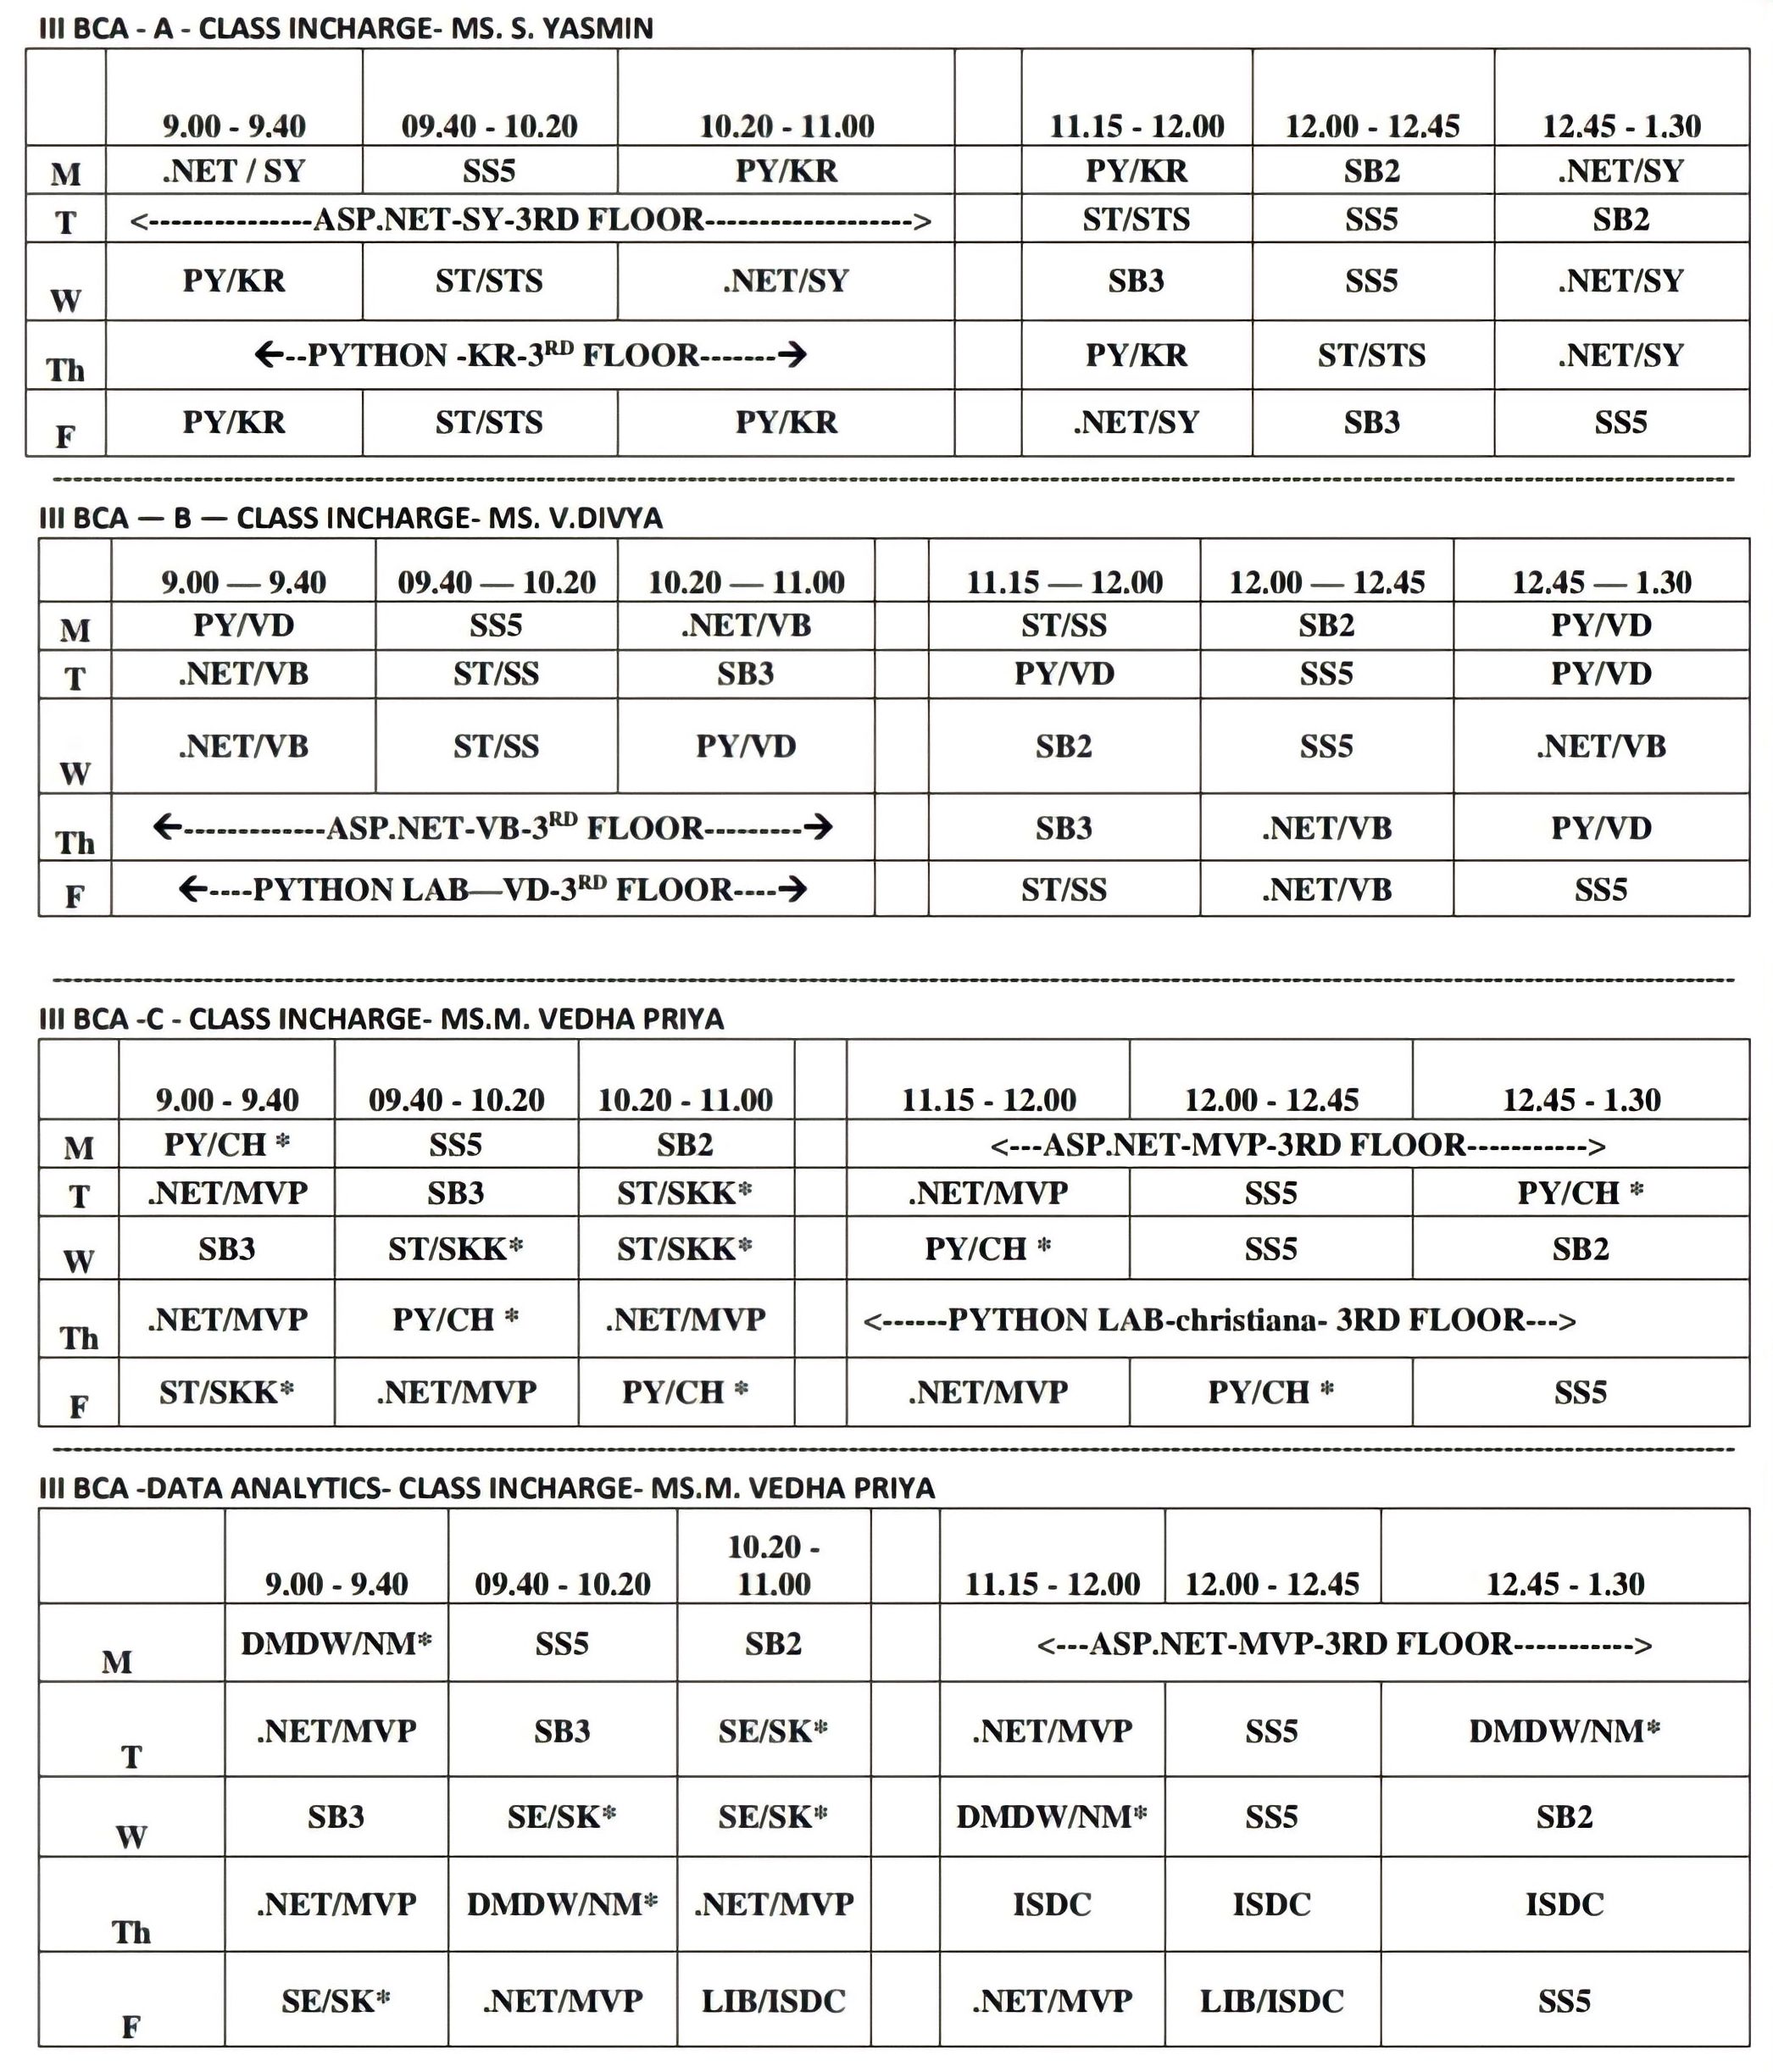 III BCA - A - CLASS INCHARGE- MS. S. YASMIN
9.00 - 9.40 09.40 - 10.20 10.20 - 11.00 11.15 - 12.00 12.00 - 12.45 12.45 - 1.30
M .NET / SY SS5 PY/KR PY/KR SB2 .NET/SY
T <---------------ASP.NET-SY-3RD FLOOR-------------------> ST/STS SS5 SB2
W PY/KR ST/STS .NET/SY SB3 SS5 .NET/SY
Th ←--PYTHON -KR-3RD FLOOR-------→ PY/KR ST/STS .NET/SY
F PY/KR ST/STS PY/KR .NET/SY SB3 SS5
III BCA — B — CLASS INCHARGE- MS. V.DIVYA
9.00 — 9.40 09.40 — 10.20 10.20 — 11.00 11.15 — 12.00 12.00 — 12.45 12.45 — 1.30
M PY/VD SS5 .NET/VB ST/SS SB2 PY/VD
T .NET/VB ST/SS SB3 PY/VD SS5 PY/VD
W .NET/VB ST/SS PY/VD SB2 SS5 .NET/VB
Th ←-------------ASP.NET-VB-3RD FLOOR---------→ SB3 .NET/VB PY/VD
F ←----PYTHON LAB—VD-3RD FLOOR----→ ST/SS .NET/VB SS5
III BCA -C - CLASS INCHARGE- MS.M. VEDHA PRIYA
9.00 - 9.40 09.40 - 10.20 10.20 - 11.00 11.15 - 12.00 12.00 - 12.45 12.45 - 1.30
M PY/CH * SS5 SB2 <---ASP.NET-MVP-3RD FLOOR----------->
T .NET/MVP SB3 ST/SKK* .NET/MVP SS5 PY/CH *
W SB3 ST/SKK* ST/SKK* PY/CH * SS5 SB2
Th .NET/MVP PY/CH * .NET/MVP <------PYTHON LAB-christiana- 3RD FLOOR--->
F ST/SKK* .NET/MVP PY/CH * .NET/MVP PY/CH * SS5
III BCA -DATA ANALYTICS- CLASS INCHARGE- MS.M. VEDHA PRIYA
10.20 -
9.00 - 9.40 09.40 - 10.20 11.00 11.15 - 12.00 12.00 - 12.45 12.45 - 1.30
M DMDW/NM* SS5 SB2 <---ASP.NET-MVP-3RD FLOOR----------->
T .NET/MVP SB3 SE/SK* .NET/MVP SS5 DMDW/NM*
W SB3 SE/SK* SE/SK* DMDW/NM* SS5 SB2
Th .NET/MVP DMDW/NM* .NET/MVP ISDC ISDC ISDC
F SE/SK* .NET/MVP LIB/ISDC .NET/MVP LIB/ISDC SS5